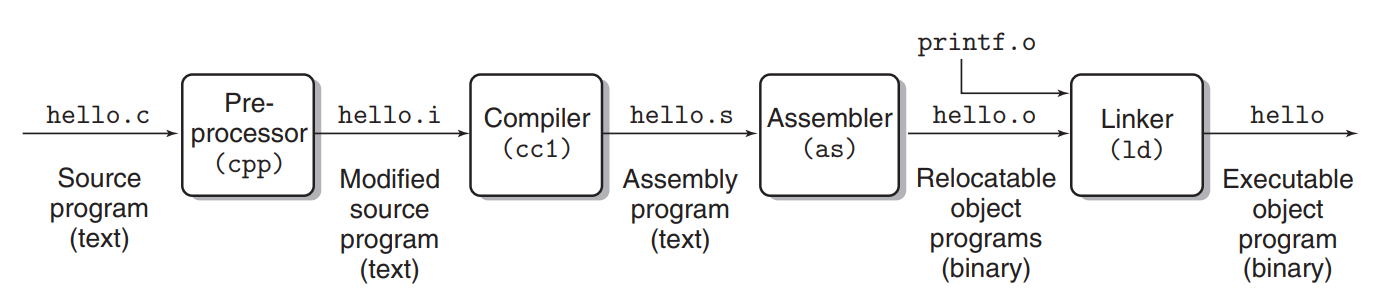 printf.o
hello.c
Pre-
processor
(cpp)
hello.i
Compiler
(cc1)
hello.s
Assembler
(as)
hello.o
Linker
(ld)
hello
Source
program
(text)
Modified
source
program
(text)
Assembly
program
(text)
Relocatable
object
programs
(binary)
Executable
object
program
(binary)